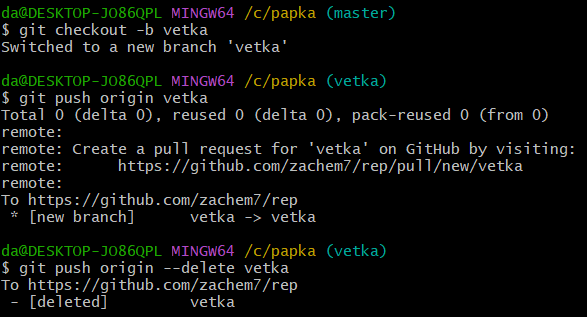 da@DESKTOP-JO86QPL MINGW64 /c/papka (master)
$ git checkout -b vetka
Switched to a new branch 'vetka'
da@DESKTOP-JO86QPL MINGW64 /c/papka (vetka)
$ git push origin vetka
Total 0 (delta 0), reused 0 (delta 0), pack-reused 0 (from 0)
remote:
remote: Create a pull request for 'vetka' on GitHub by visiting:
remote:      https://github.com/zachem7/rep/pull/new/vetka
remote:
To https://github.com/zachem7/rep
 * [new branch]      vetka -> vetka
da@DESKTOP-JO86QPL MINGW64 /c/papka (vetka)
$ git push origin --delete vetka
To https://github.com/zachem7/rep
 - [deleted]         vetka